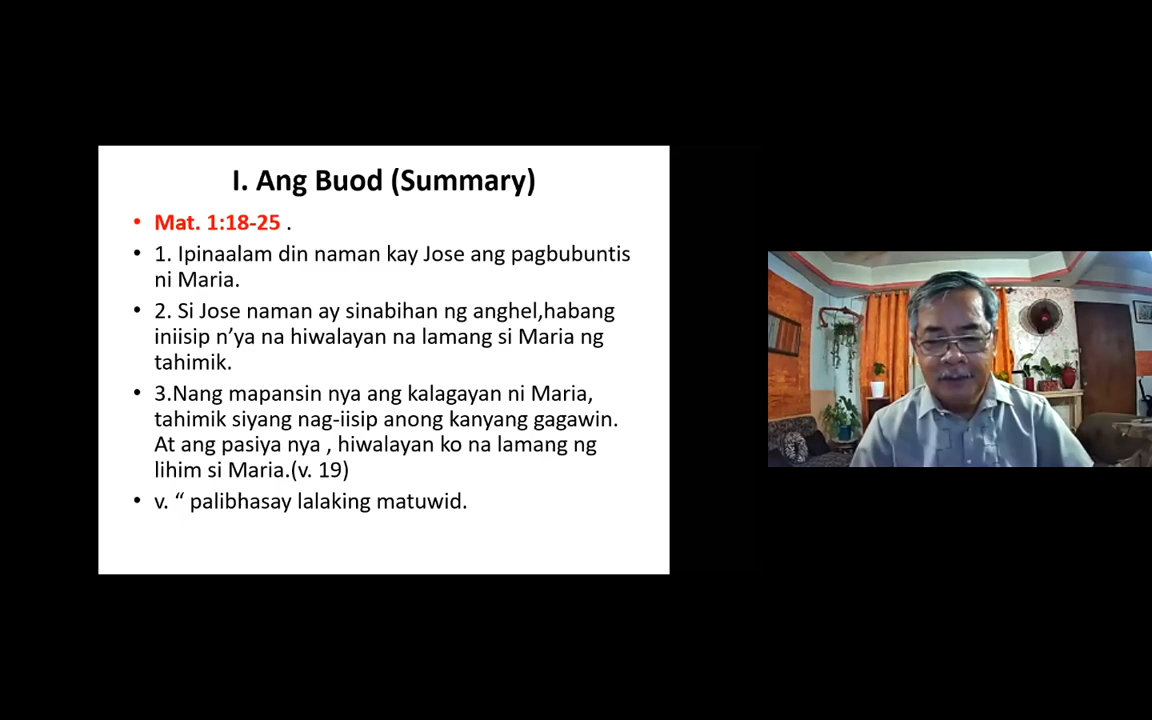 I. Ang Buod (Summary)
• Mat. 1:18-25 .
• 1. Ipinaalam din naman kay Jose ang pagbubuntis
ni Maria.
• 2. Si Jose naman ay sinabihan ng anghel,habang
iniisip n’ya na hiwalayan na lamang si Maria ng
tahimik.
• 3.Nang mapansin nya ang kalagayan ni Maria,
tahimik siyang nag-iisip anong kanyang gagawin.
At ang pasiya nya , hiwalayan ko na lamang ng
lihim si Maria.(v. 19)
• v. “ palibhasay lalaking matuwid.